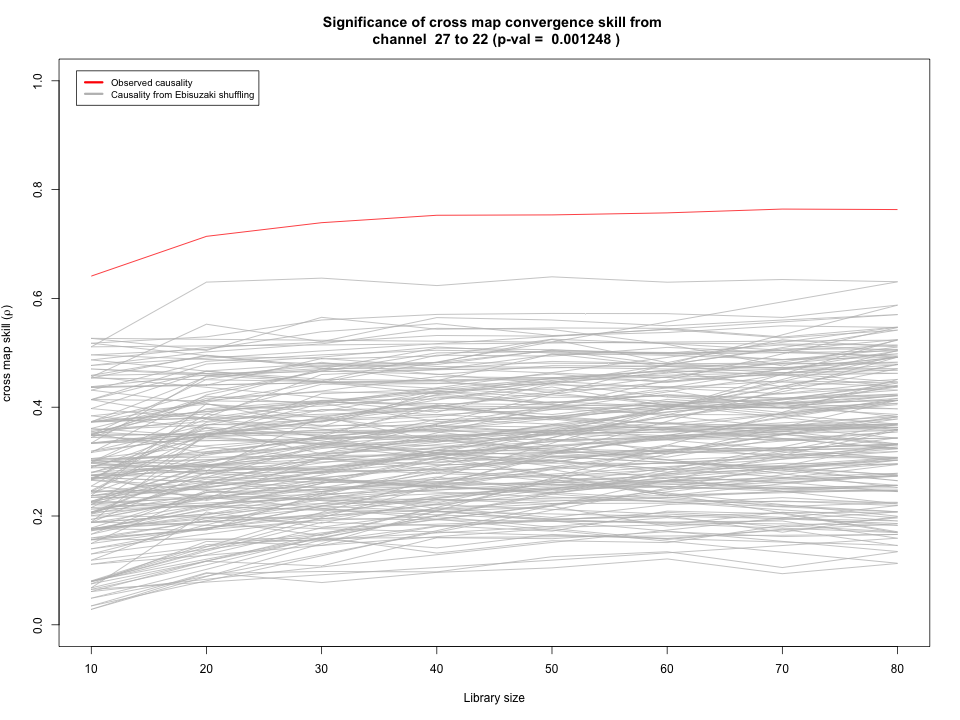 Significance of cross map convergence skill from
channel  27 to 22 (p-val =  0.001248 )
Observed causality
Causality from Ebisuzaki shuffling
cross map skill (ρ)
1.0
0.8
0.6
0.4
0.2
0.0
10 20 30 40 50 60 70 80
Library size